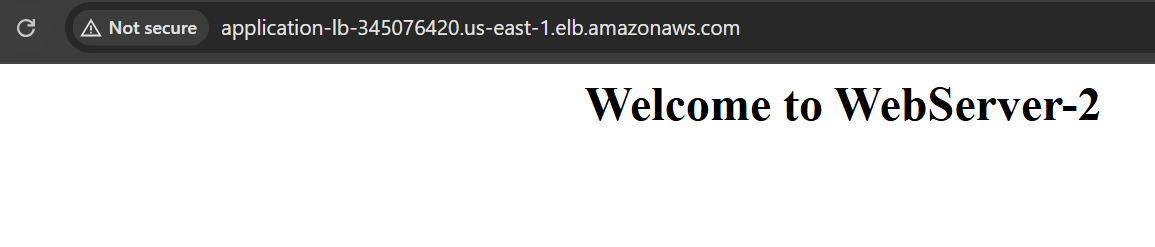 Not secure application-lb-345076420.us-east-1.elb.amazonaws.com
Welcome to WebServer-2